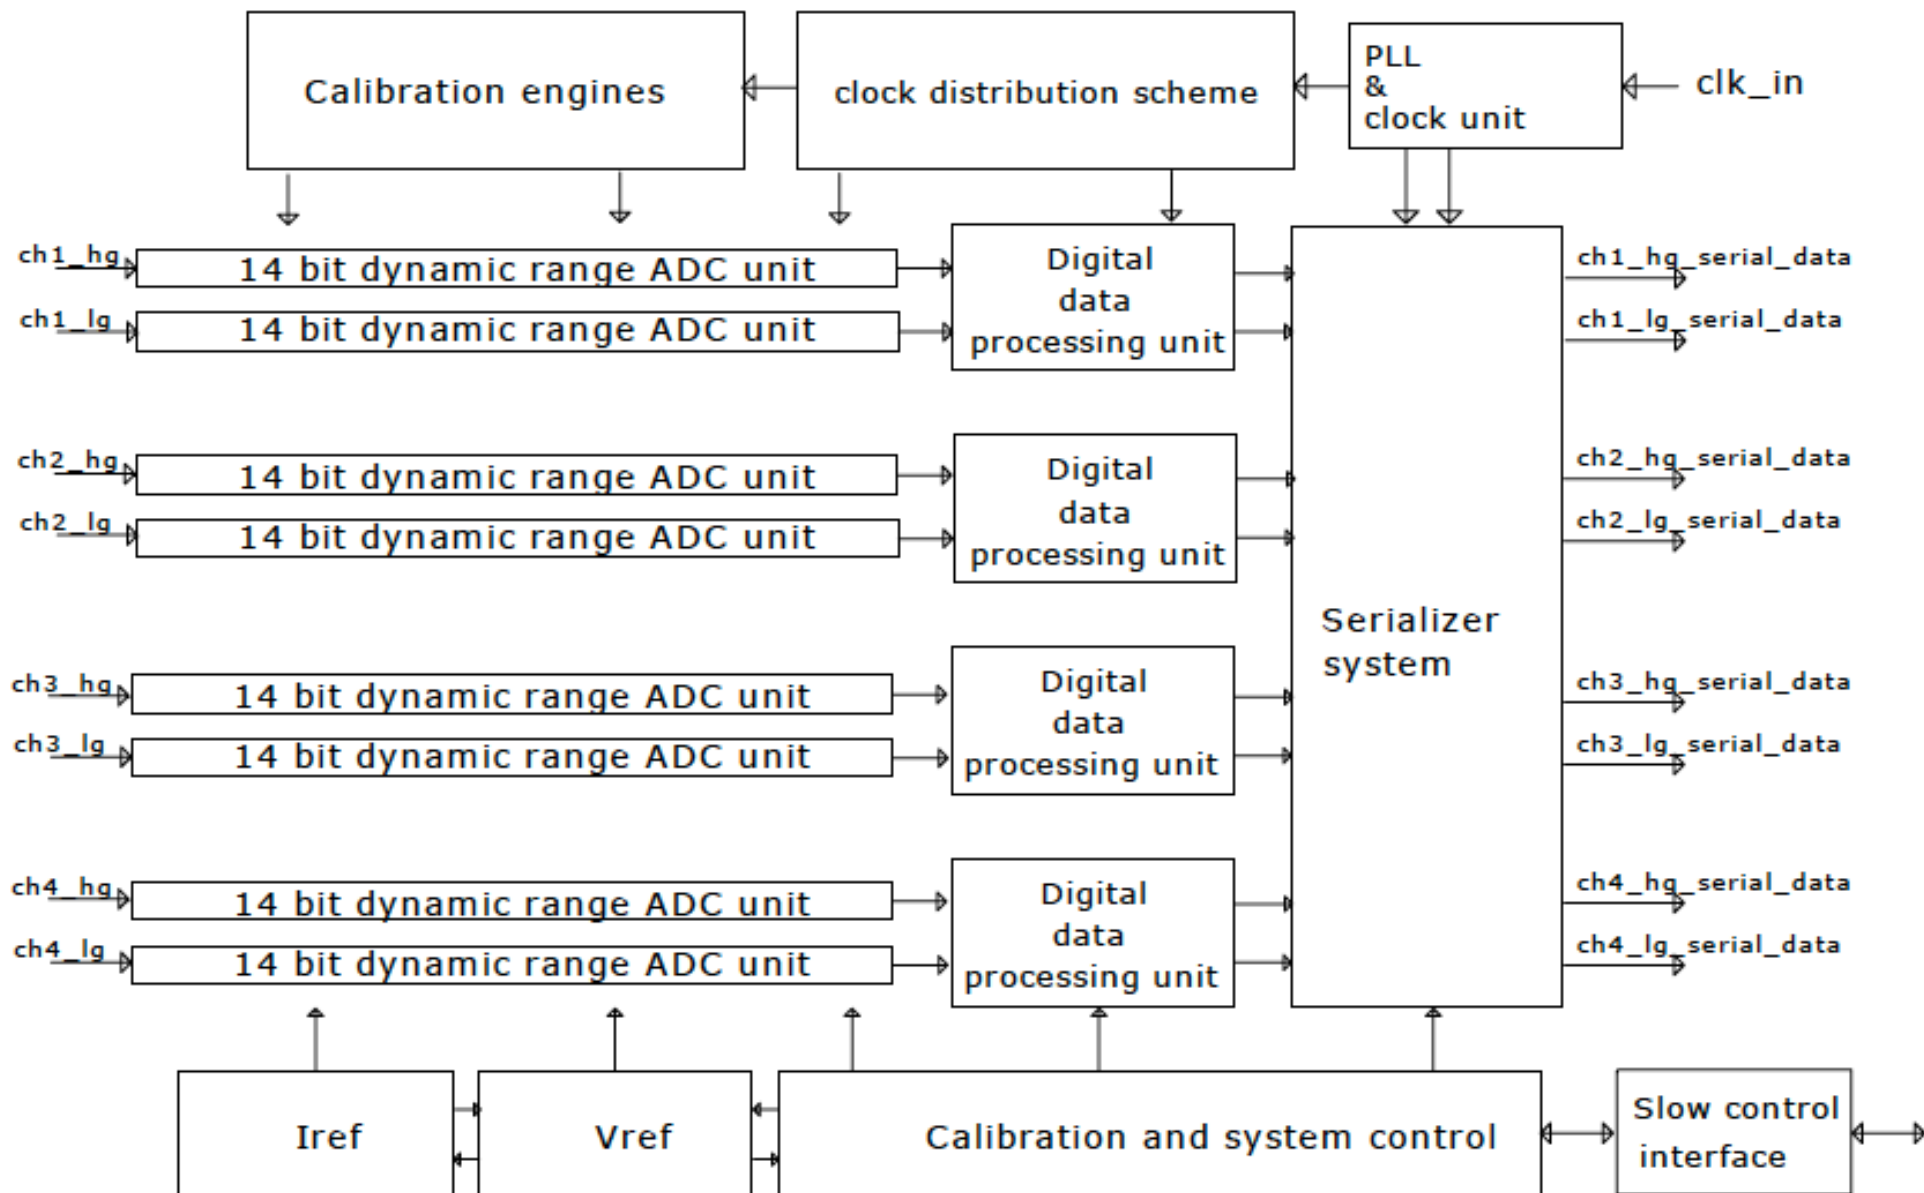 Calibration engines
clock distribution scheme
PLL
&
clock unit
clk_in
ch1_hg
14 bit dynamic range ADC unit
ch1_lg
14 bit dynamic range ADC unit
Digital
data
processing unit
ch1_hg_serial_data
ch1_lg_serial_data
ch2_hg
14 bit dynamic range ADC unit
ch2_lg
14 bit dynamic range ADC unit
Digital
data
processing unit
ch2_hg_serial_data
ch2_lg_serial_data
Serializer
system
ch3_hg
14 bit dynamic range ADC unit
ch3_lg
14 bit dynamic range ADC unit
Digital
data
processing unit
ch3_hg_serial_data
ch3_lg_serial_data
ch4_hg
14 bit dynamic range ADC unit
ch4_lg
14 bit dynamic range ADC unit
Digital
data
processing unit
ch4_hg_serial_data
ch4_lg_serial_data
Iref
Vref
Calibration and system control
Slow control
interface